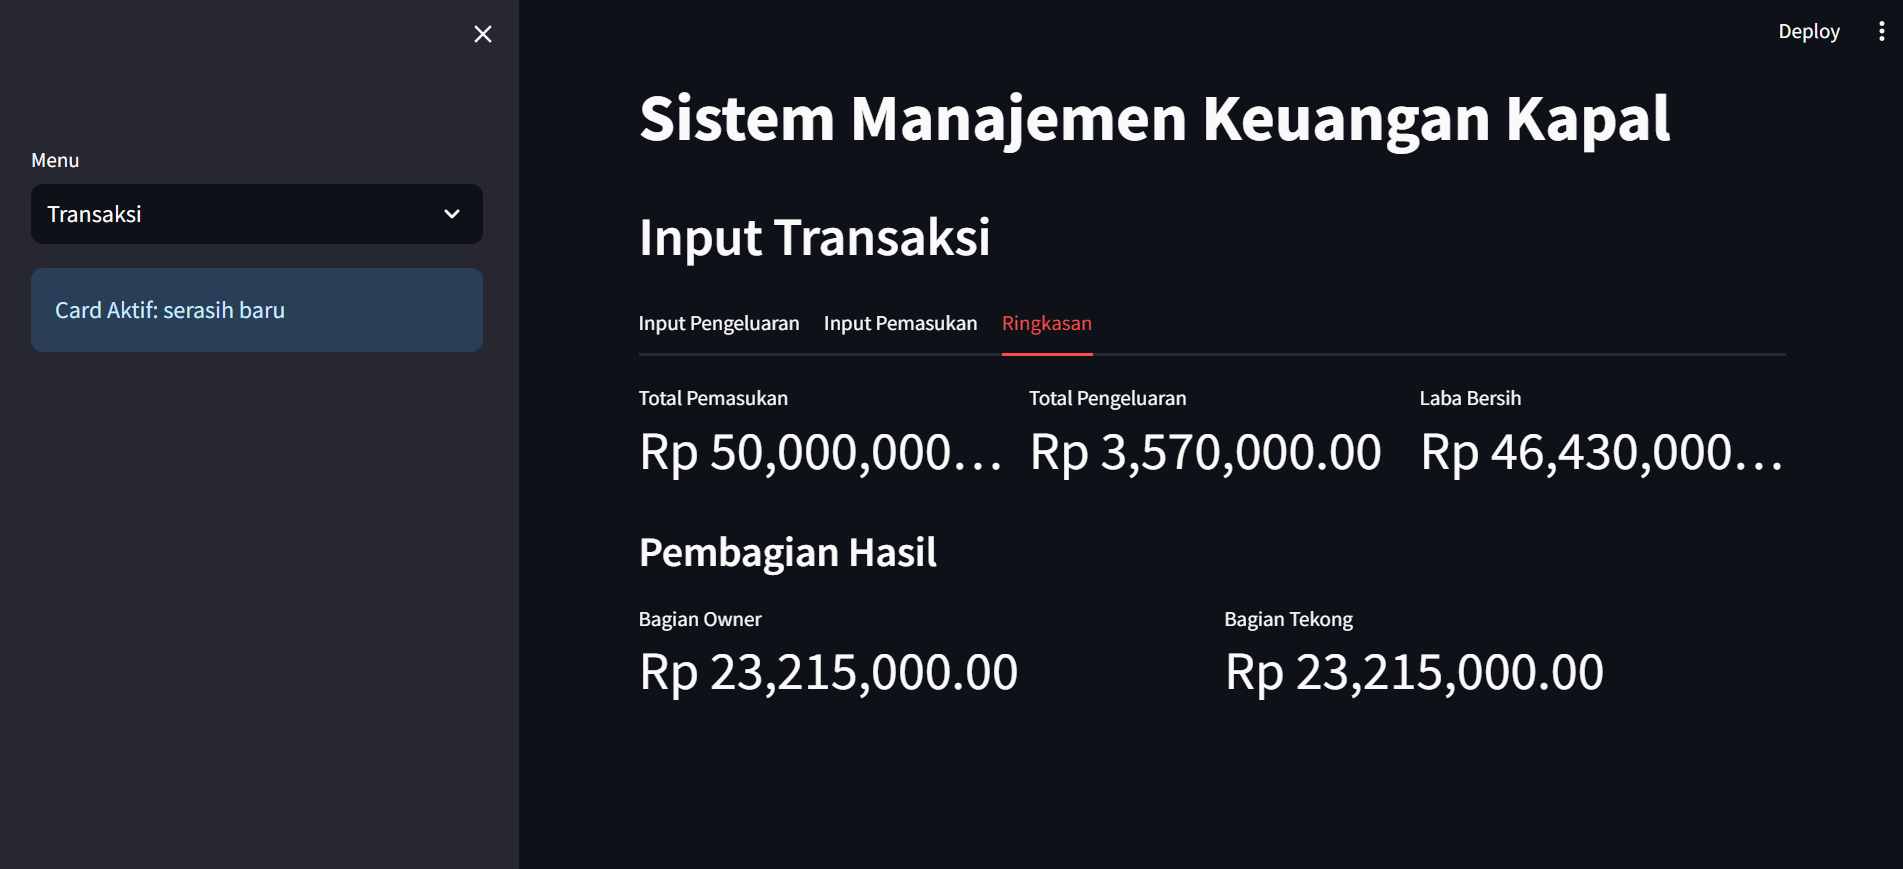 Deploy
Menu
Transaksi
Card Aktif: serasih baru
Sistem Manajemen Keuangan Kapal
Input Transaksi
Input Pengeluaran Input Pemasukan Ringkasan
Total Pemasukan Total Pengeluaran Laba Bersih
Rp 50,000,000... Rp 3,570,000.00 Rp 46,430,000...
Pembagian Hasil
Bagian Owner Bagian Tekong
Rp 23,215,000.00 Rp 23,215,000.00